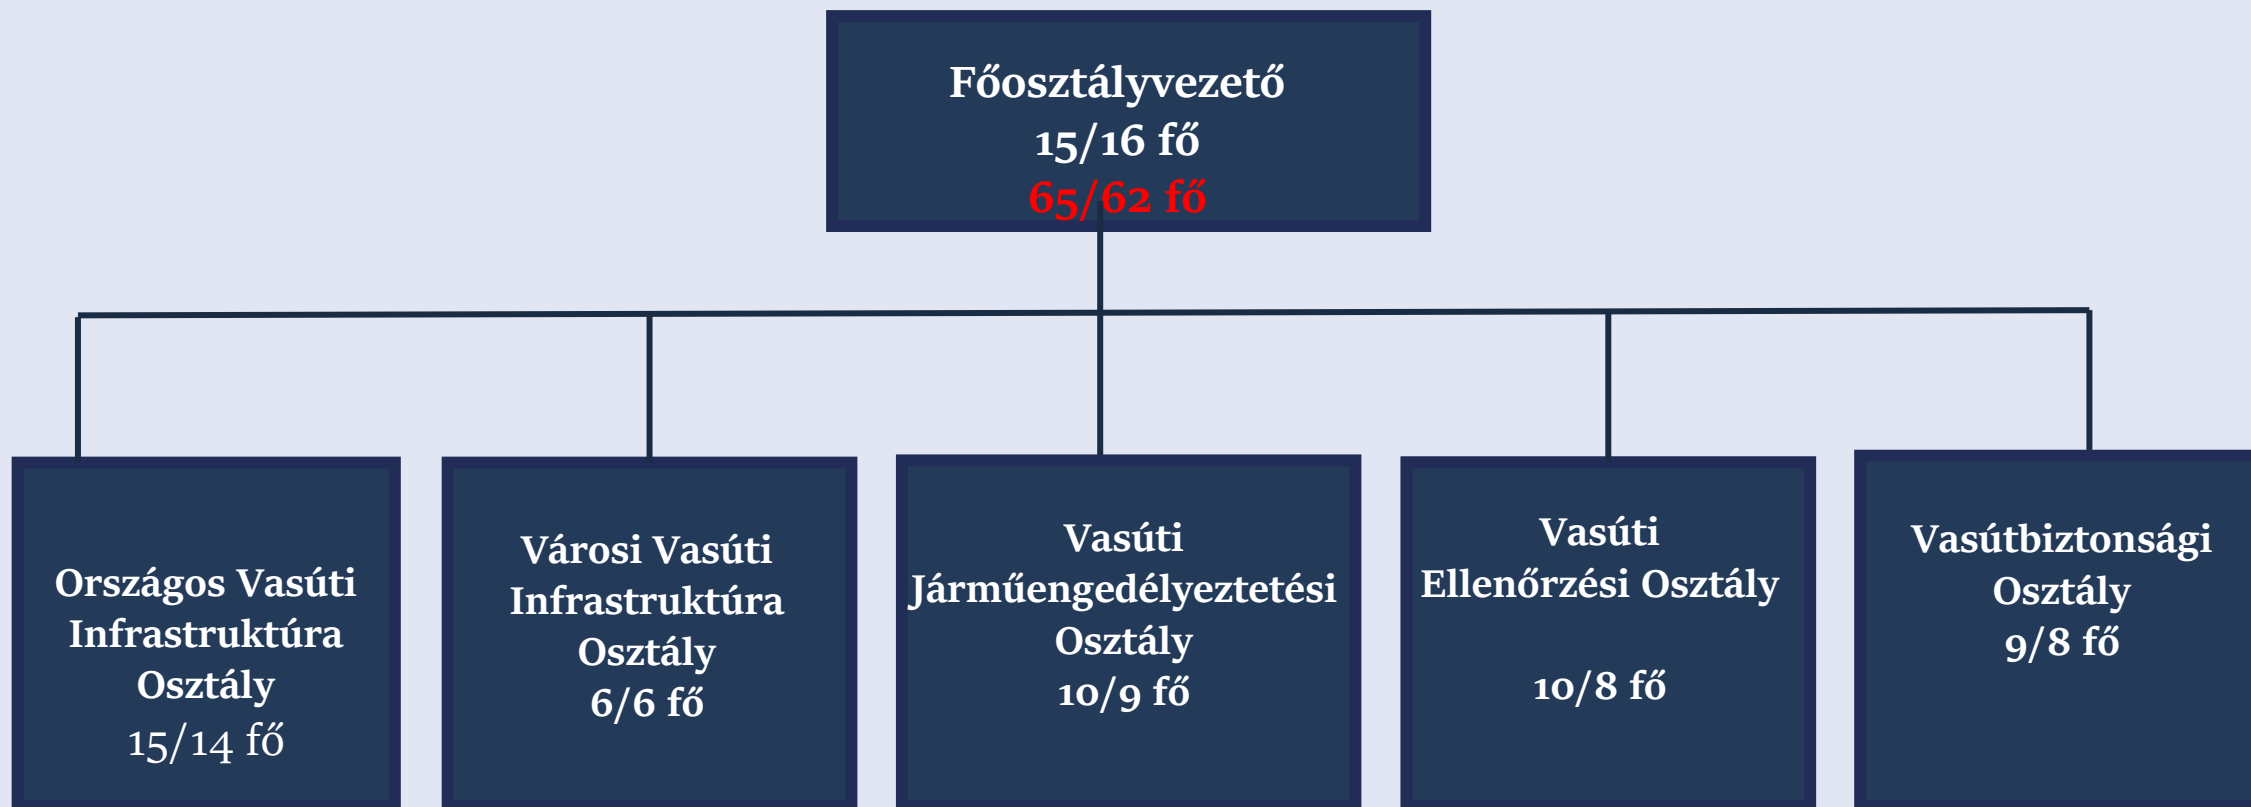 Főosztályvezető
15/16 fő
65/62 fő
Országos Vasúti
Infrastruktúra
Osztály
15/14 fő
Városi Vasúti
Infrastruktúra
Osztály
6/6 fő
Vasúti
Járműengedélyeztetési
Osztály
10/9 fő
Vasúti
Ellenőrzési Osztály
10/8 fő
Vasútbiztonsági
Osztály
9/8 fő